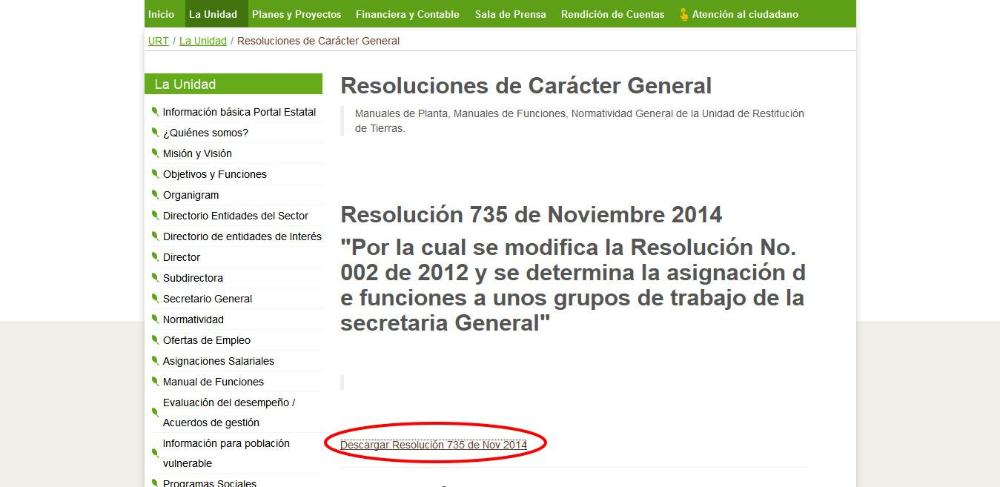 Inicio La Unidad Planes y Proyectos Financiera y Contable Sala de Prensa Rendición de Cuentas Atención al ciudadano
URT / La Unidad / Resoluciones de Carácter General
La Unidad
Información básica Portal Estatal
¿Quiénes somos?
Misión y Visión
Objetivos y Funciones
Organigram
Directorio Entidades del Sector
Directorio de entidades de Interés
Director
Subdirectora
Secretario General
Normatividad
Ofertas de Empleo
Asignaciones Salariales
Manual de Funciones
Evaluación del desempeño /
Acuerdos de gestión
Información para población
vulnerable
Programas Sociales
Resoluciones de Carácter General
Manuales de Planta, Manuales de Funciones, Normatividad General de la Unidad de Restitución
de Tierras.
Resolución 735 de Noviembre 2014
"Por la cual se modifica la Resolución No.
002 de 2012 y se determina la asignación d
e funciones a unos grupos de trabajo de la
secretaria General"
Descargar Resolución 735 de Nov 2014